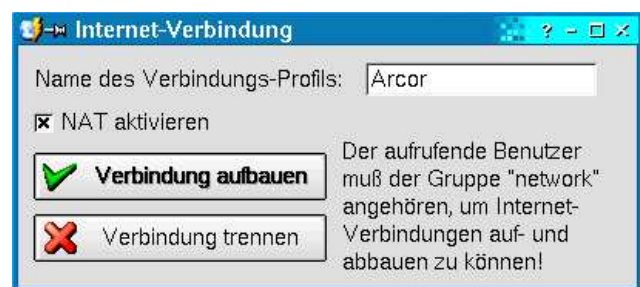 Internet-Verbindung
Name des Verbindungs-Profils: Arcor
NAT aktivieren
Verbindung aufbauen
Verbindung trennen
Der aufrufende Benutzer
muß der Gruppe "network"
angehören, um Internet-
Verbindungen auf- und
abbauen zu können!